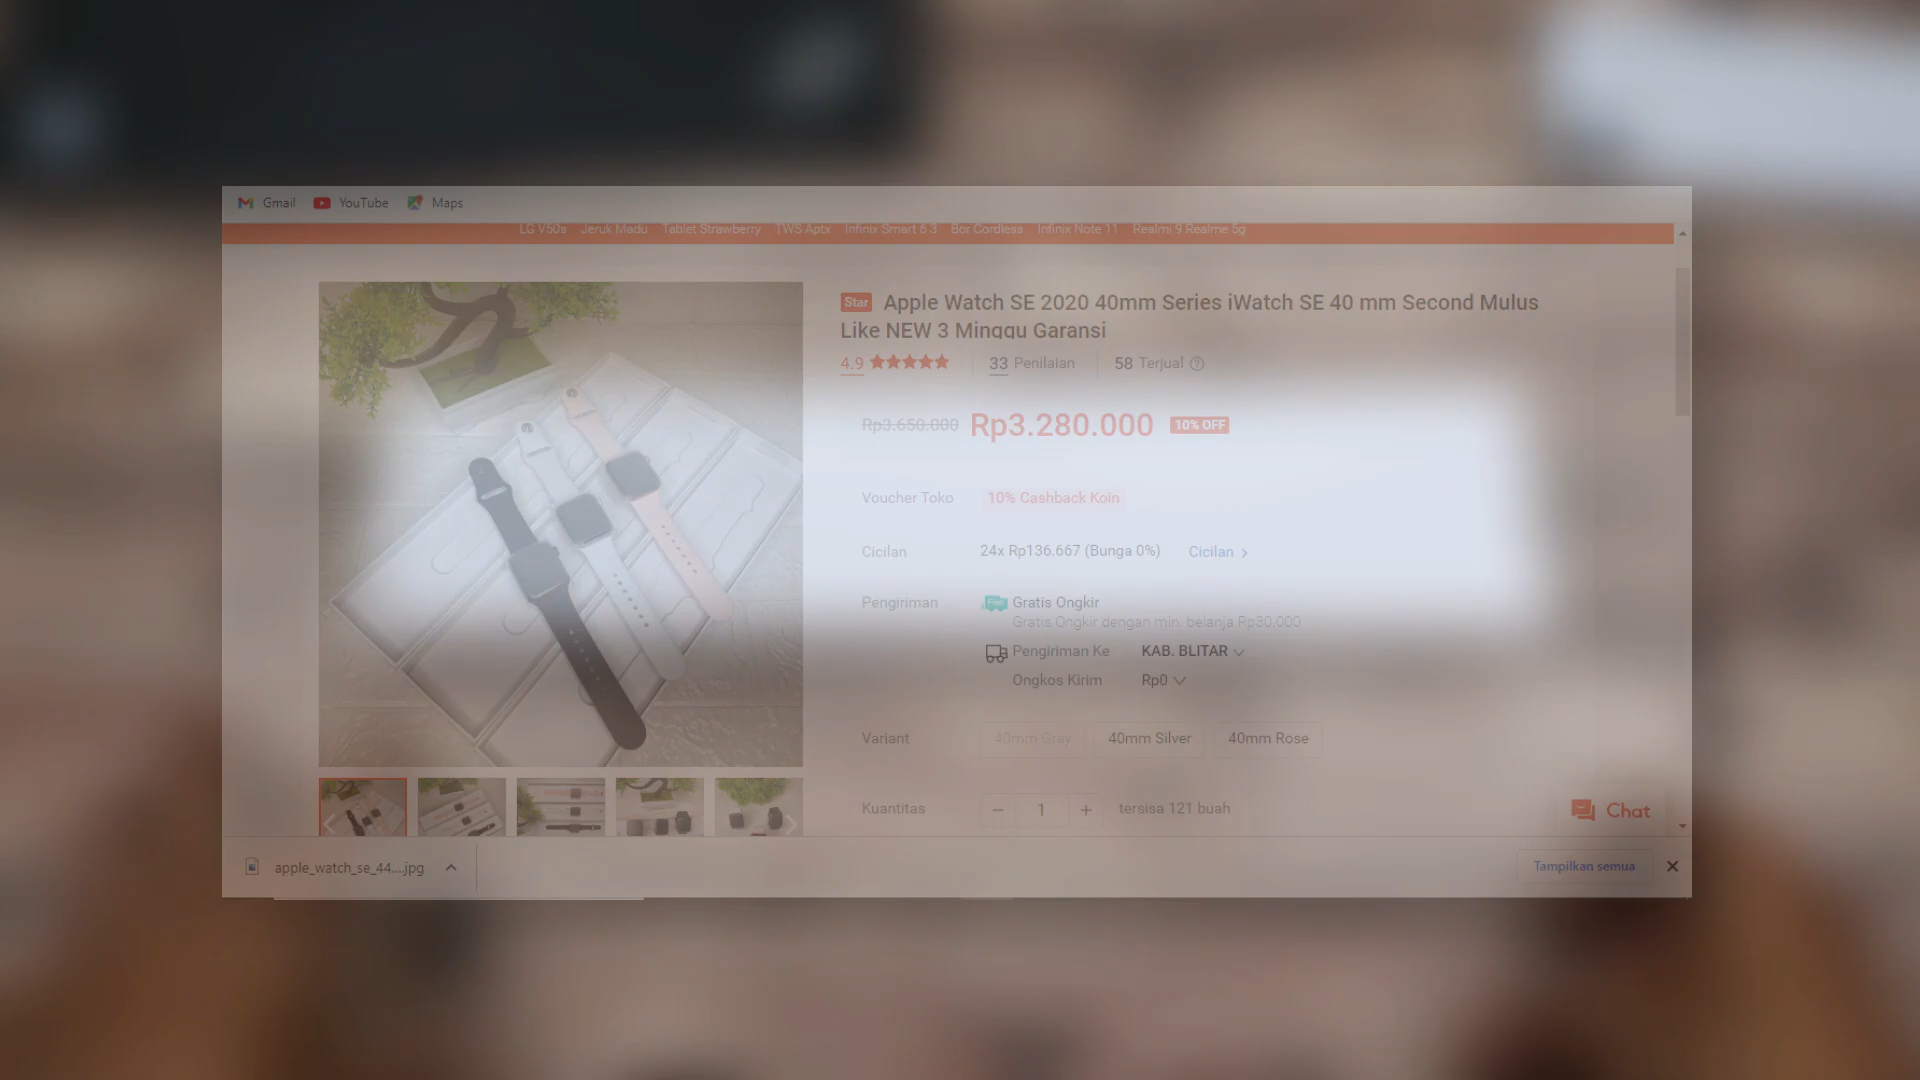 Gmail YouTube Maps
LG V50s Jeruk Madu Tablet Strawberry TWS Aptx Infinix Smart 6 3 Bor Cordless Infinix Note 11 Realmi 9 Realme 5g
Star Apple Watch SE 2020 40mm Series iWatch SE 40 mm Second Mulus
Like NEW 3 Minggu Garansi
4.9 33 Penilaian 58 Terjual
Rp3.650.000 Rp3.280.000 10% OFF
Voucher Toko 10% Cashback Koin
Cicilan 24x Rp136.667 (Bunga 0%) Cicilan
Pengiriman Gratis Ongkir
Gratis Ongkir dengan min. belanja Rp30.000
Pengiriman Ke KAB. BLITAR
Ongkos Kirim Rp0
Variant 40mm Gray 40mm Silver 40mm Rose
Kuantitas − 1 + tersisa 121 buah
Chat
apple_watch_se_44....jpg Tampilkan semua